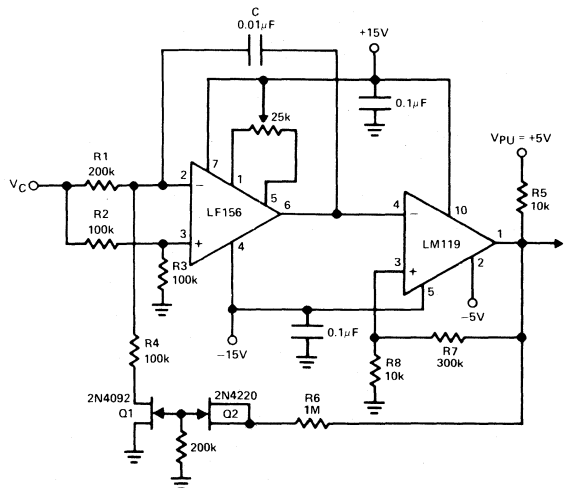 C
0.01μF
+15V
0.1μF
25k
VPU = +5V
R1
200k
7
1
R5
10k
VC
2
−
5
4
−
10
R2
100k
LF156
6
LM119
1
3
+
4
3
+
2
R3
100k
5
−5V
−15V
0.1μF
R7
300k
R4
100k
R8
10k
2N4092
Q1
2N4220
Q2
R6
1M
200k